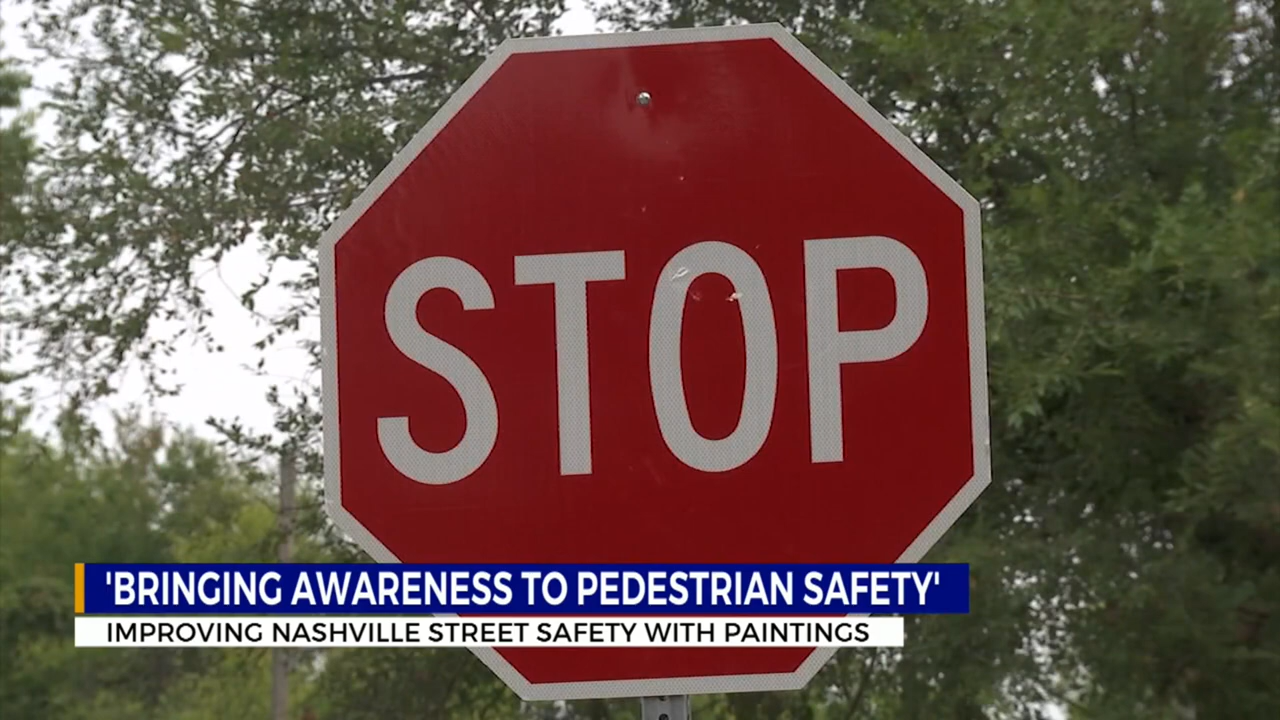 STOP
'BRINGING AWARENESS TO PEDESTRIAN SAFETY'
IMPROVING NASHVILLE STREET SAFETY WITH PAINTINGS